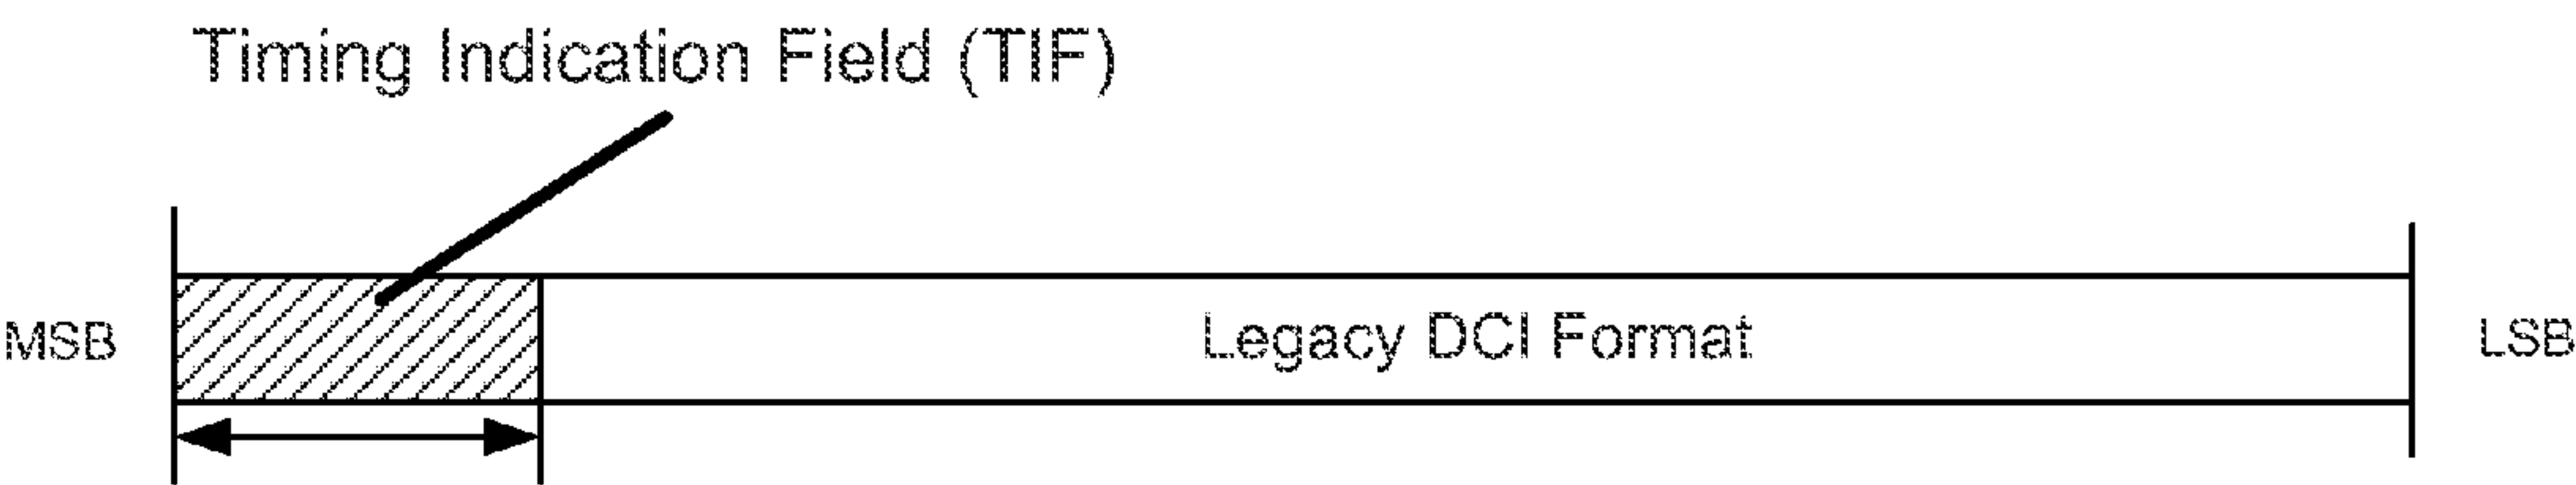 Timing Indication Field (TIF)
MSB
Legacy DCI Format
LSB